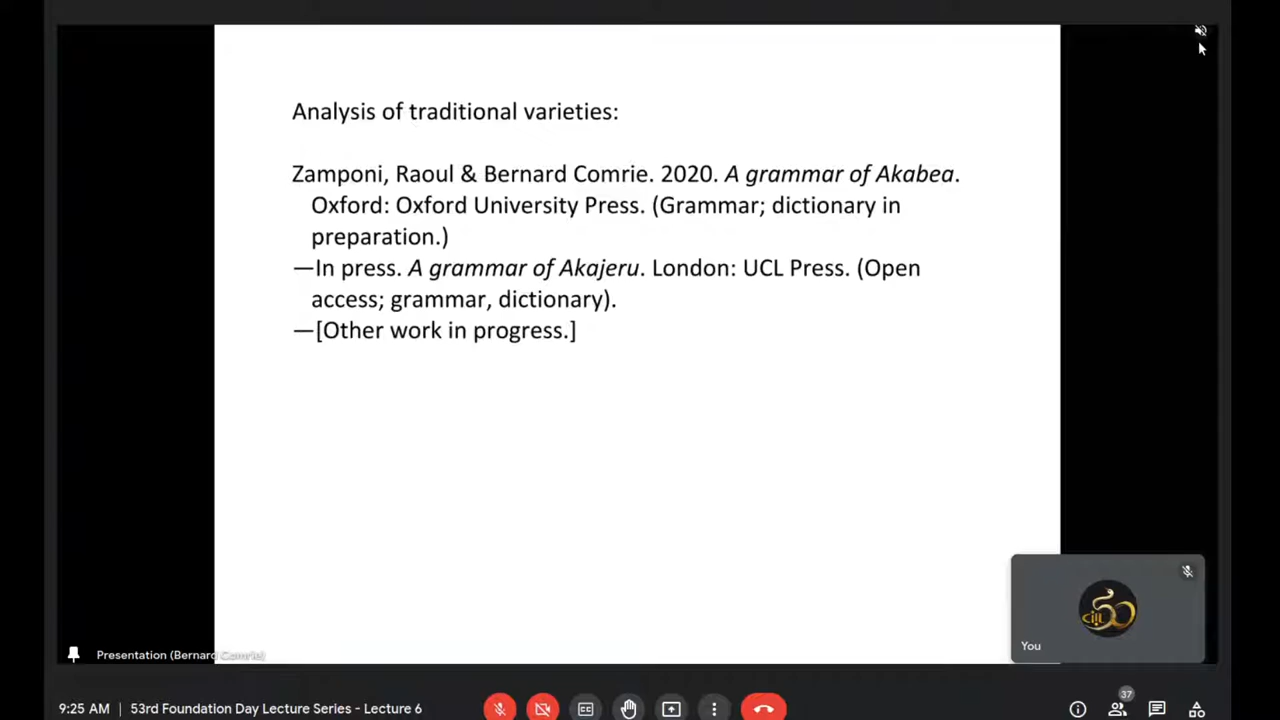 Analysis of traditional varieties:
Zamponi, Raoul & Bernard Comrie. 2020. A grammar of Akabea.
Oxford: Oxford University Press. (Grammar; dictionary in
preparation.)
—In press. A grammar of Akajeru. London: UCL Press. (Open
access; grammar, dictionary).
—[Other work in progress.]
50
You
Presentation (Bernard Comrie)
37
9:25 AM | 53rd Foundation Day Lecture Series - Lecture 6
CC